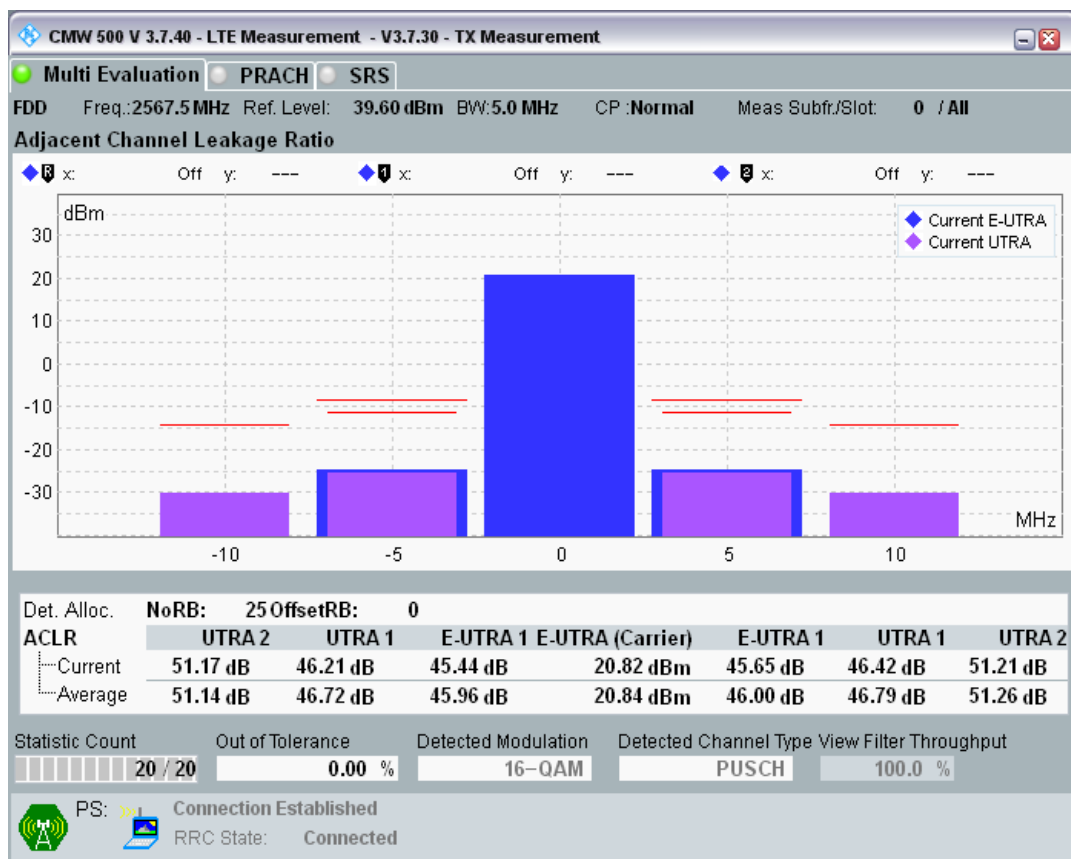 CMW 500 V 3.7.40 - LTE Measurement - V3.7.30 - TX Measurement
Multi Evaluation PRACH SRS
FDD Freq.:2567.5 MHz Ref. Level: 39.60 dBm BW:5.0 MHz CP :Normal Meas Subfr./Slot: 0 / All
Adjacent Channel Leakage Ratio
R x: Off y: --- 1 x: Off y: --- 2 x: Off y: ---
dBm
Current E-UTRA
Current UTRA
30
20
10
0
-10
-20
-30
MHz
-10 -5 0 5 10
Det. Alloc. NoRB: 25 OffsetRB: 0
ACLR UTRA 2 UTRA 1 E-UTRA 1 E-UTRA (Carrier) E-UTRA 1 UTRA 1 UTRA 2
Current 51.17 dB 46.21 dB 45.44 dB 20.82 dBm 45.65 dB 46.42 dB 51.21 dB
Average 51.14 dB 46.72 dB 45.96 dB 20.84 dBm 46.00 dB 46.79 dB 51.26 dB
Statistic Count Out of Tolerance Detected Modulation Detected Channel Type View Filter Throughput
20 / 20 0.00 % 16-QAM PUSCH 100.0 %
PS: Connection Established
RRC State: Connected